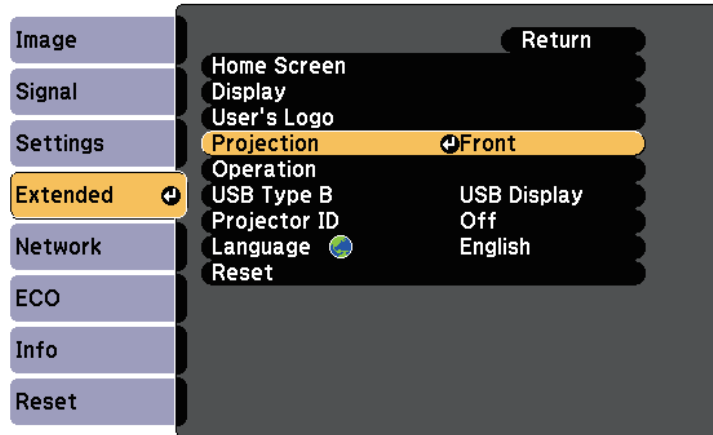 Image
Signal
Settings
Extended
Network
ECO
Info
Reset
Return
Home Screen
Display
User's Logo
Projection Front
Operation
USB Type B USB Display
Projector ID Off
Language English
Reset